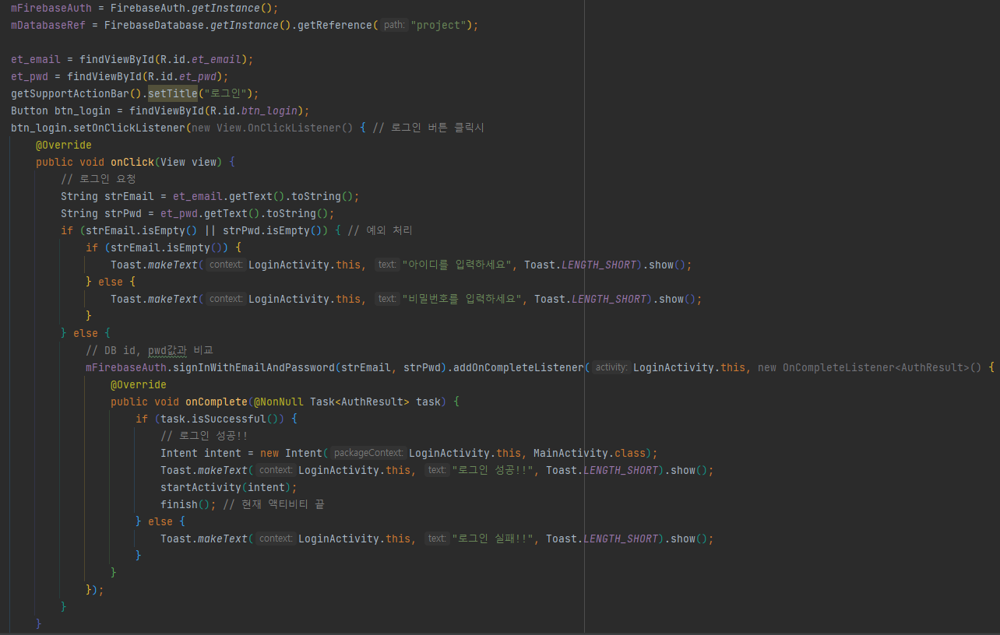 mFirebaseAuth = FirebaseAuth.getInstance();
mDatabaseRef = FirebaseDatabase.getInstance().getReference( path: "project");
et_email = findViewById(R.id.et_email);
et_pwd = findViewById(R.id.et_pwd);
getSupportActionBar().setTitle("로그인");
Button btn_login = findViewById(R.id.btn_login);
btn_login.setOnClickListener(new View.OnClickListener() { // 로그인 버튼 클릭시
@Override
public void onClick(View view) {
// 로그인 요청
String strEmail = et_email.getText().toString();
String strPwd = et_pwd.getText().toString();
if (strEmail.isEmpty() || strPwd.isEmpty()) { // 예외 처리
if (strEmail.isEmpty()) {
Toast.makeText( context: LoginActivity.this, text: "아이디를 입력하세요", Toast.LENGTH_SHORT).show();
} else {
Toast.makeText( context: LoginActivity.this, text: "비밀번호를 입력하세요", Toast.LENGTH_SHORT).show();
}
} else {
// DB id, pwd값과 비교
mFirebaseAuth.signInWithEmailAndPassword(strEmail, strPwd).addOnCompleteListener( activity: LoginActivity.this, new OnCompleteListener<AuthResult>() {
@Override
public void onComplete(@NonNull Task<AuthResult> task) {
if (task.isSuccessful()) {
// 로그인 성공!!
Intent intent = new Intent( packageContext: LoginActivity.this, MainActivity.class);
Toast.makeText( context: LoginActivity.this, text: "로그인 성공!!", Toast.LENGTH_SHORT).show();
startActivity(intent);
finish(); // 현재 액티비티 끝
} else {
Toast.makeText( context: LoginActivity.this, text: "로그인 실패!!", Toast.LENGTH_SHORT).show();
}
}
});
}
}